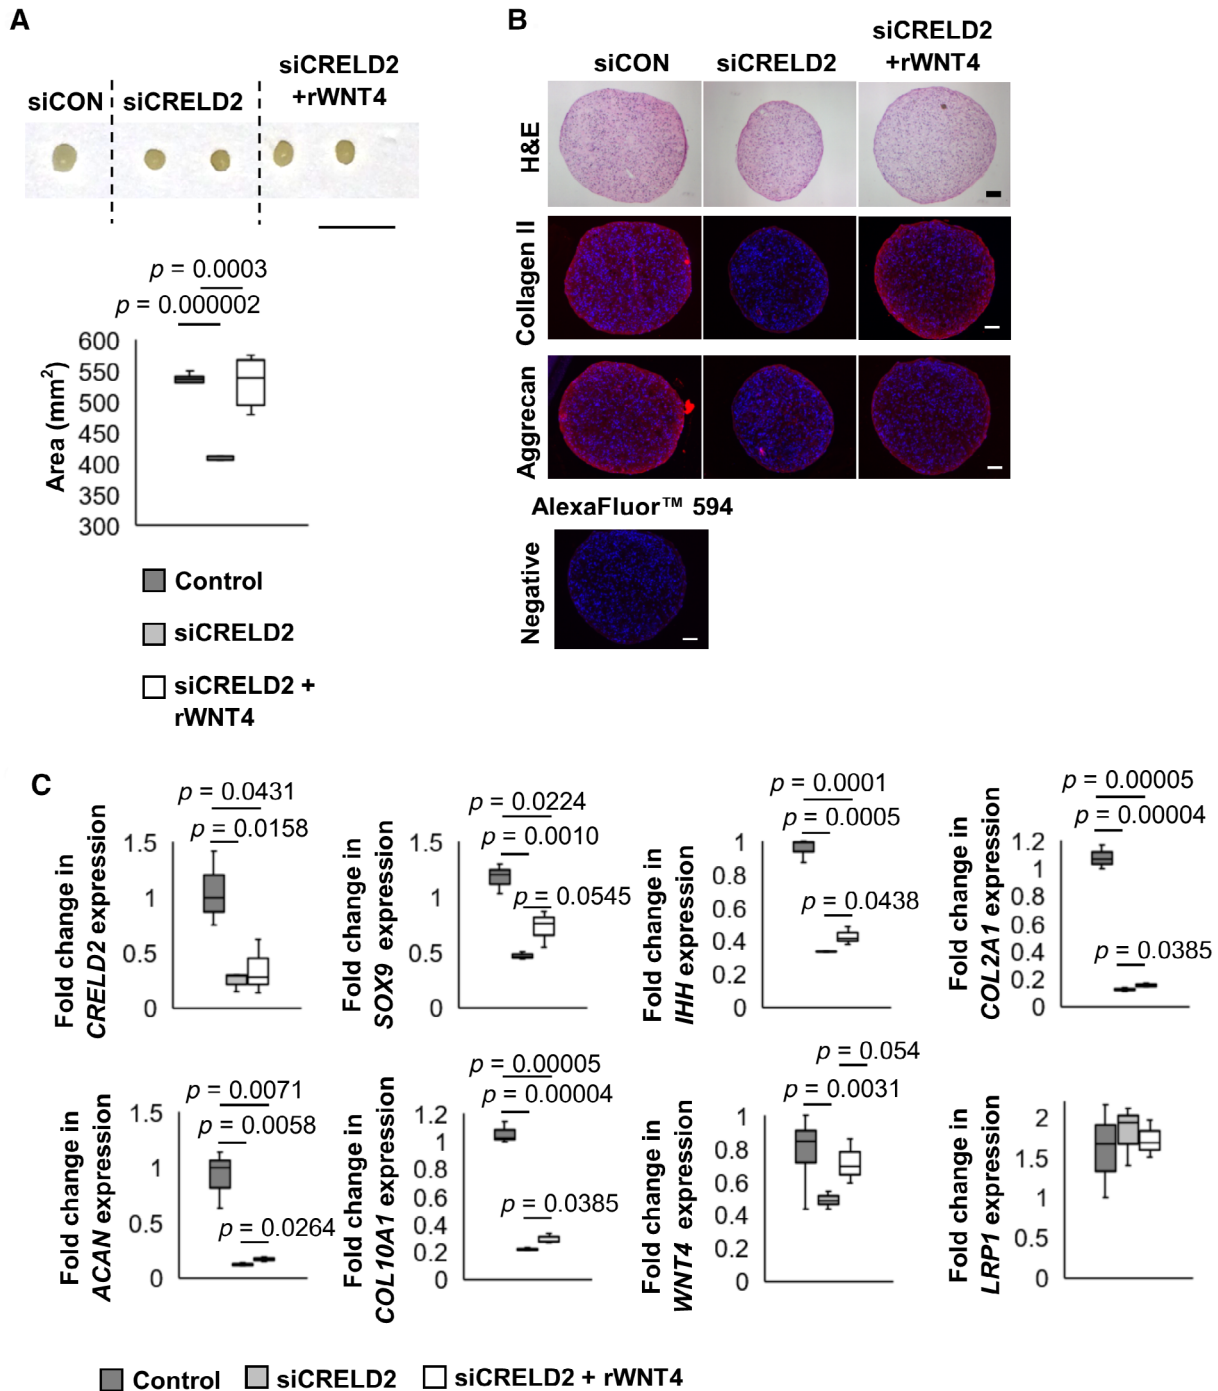 A
siCON
siCRELD2
siCRELD2
+rWNT4
p = 0.0003
p = 0.000002
Area (mm²)
600
550
500
450
400
350
300
Control
siCRELD2
siCRELD2 +
rWNT4
B
siCON
siCRELD2
siCRELD2
+rWNT4
H&E
Collagen II
Aggrecan
AlexaFluor™ 594
Negative
C
Fold change in
CRELD2 expression
p = 0.0431
p = 0.0158
1.5
1
0.5
0
Fold change in
SOX9 expression
p = 0.0224
p = 0.0010
p = 0.0545
1.5
1
0.5
0
Fold change in
IHH expression
p = 0.0001
p = 0.0005
p = 0.0438
1
0.8
0.6
0.4
0.2
0
Fold change in
COL2A1 expression
p = 0.00005
p = 0.00004
p = 0.0385
1.2
1
0.8
0.6
0.4
0.2
0
Fold change in
ACAN expression
p = 0.0071
p = 0.0058
p = 0.0264
1.5
1
0.5
0
Fold change in
COL10A1 expression
p = 0.00005
p = 0.00004
p = 0.0385
1.2
1
0.8
0.6
0.4
0.2
0
Fold change in
WNT4 expression
p = 0.054
p = 0.0031
1
0.8
0.6
0.4
0.2
0
Fold change in
LRP1 expression
2
1.5
1
0.5
0
Control
siCRELD2
siCRELD2 + rWNT4